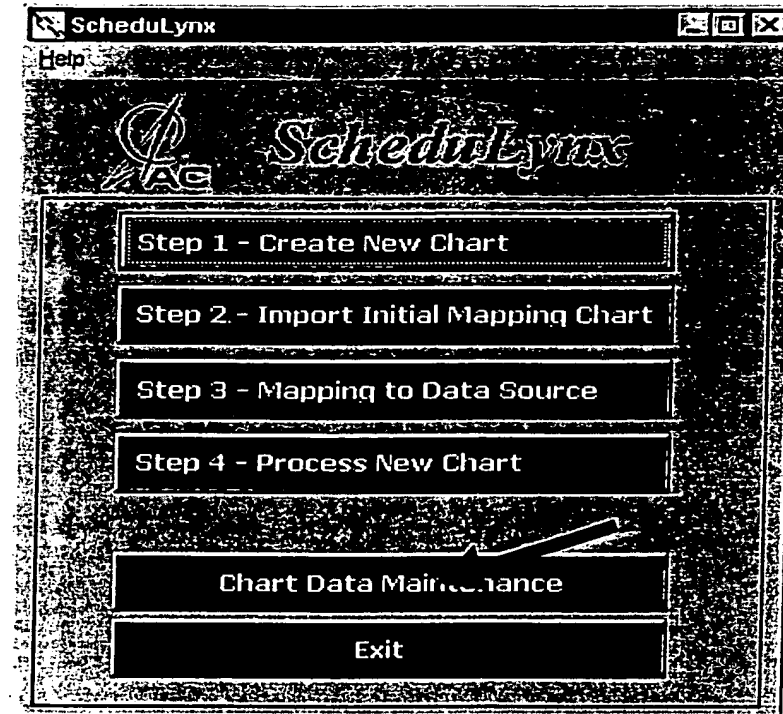 ScheduLynx
Help
AC
ScheduLynx
Step 1 - Create New Chart
Step 2 - Import Initial Mapping Chart
Step 3 - Mapping to Data Source
Step 4 - Process New Chart
Chart Data Maintenance
Exit